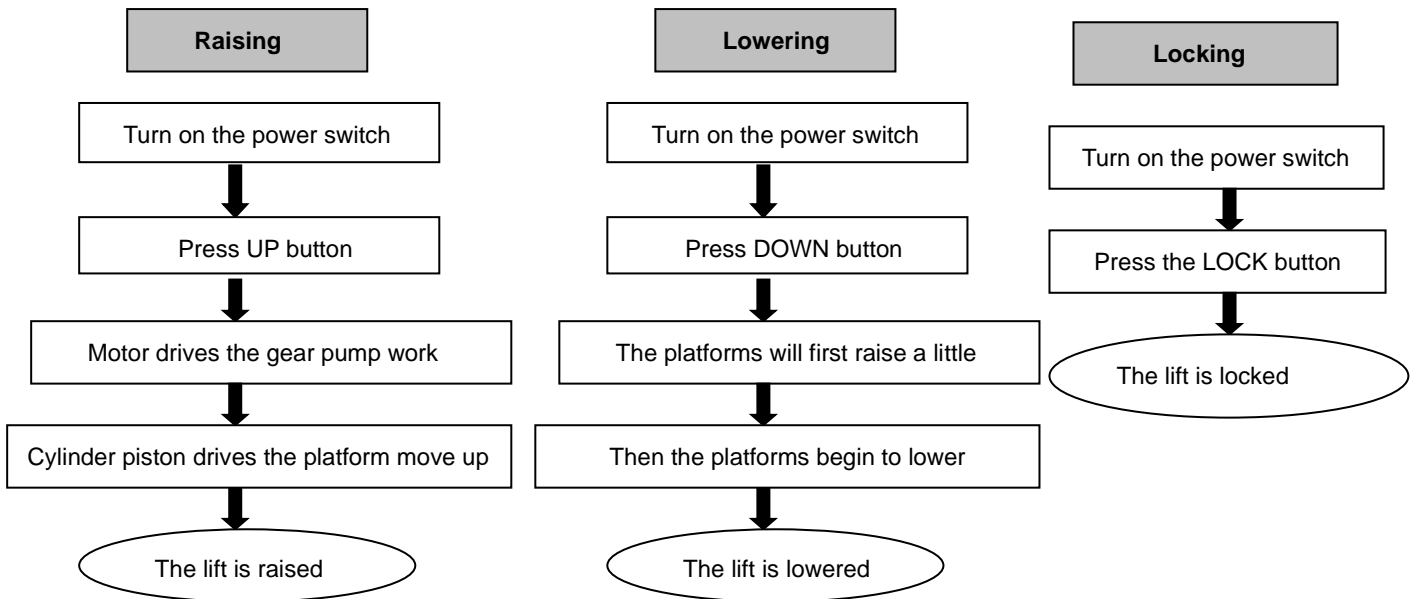 Raising
Turn on the power switch
Press UP button
Motor drives the gear pump work
Cylinder piston drives the platform move up
The lift is raised
Lowering
Turn on the power switch
Press DOWN button
The platforms will first raise a little
Then the platforms begin to lower
The lift is lowered
Locking
Turn on the power switch
Press the LOCK button
The lift is locked